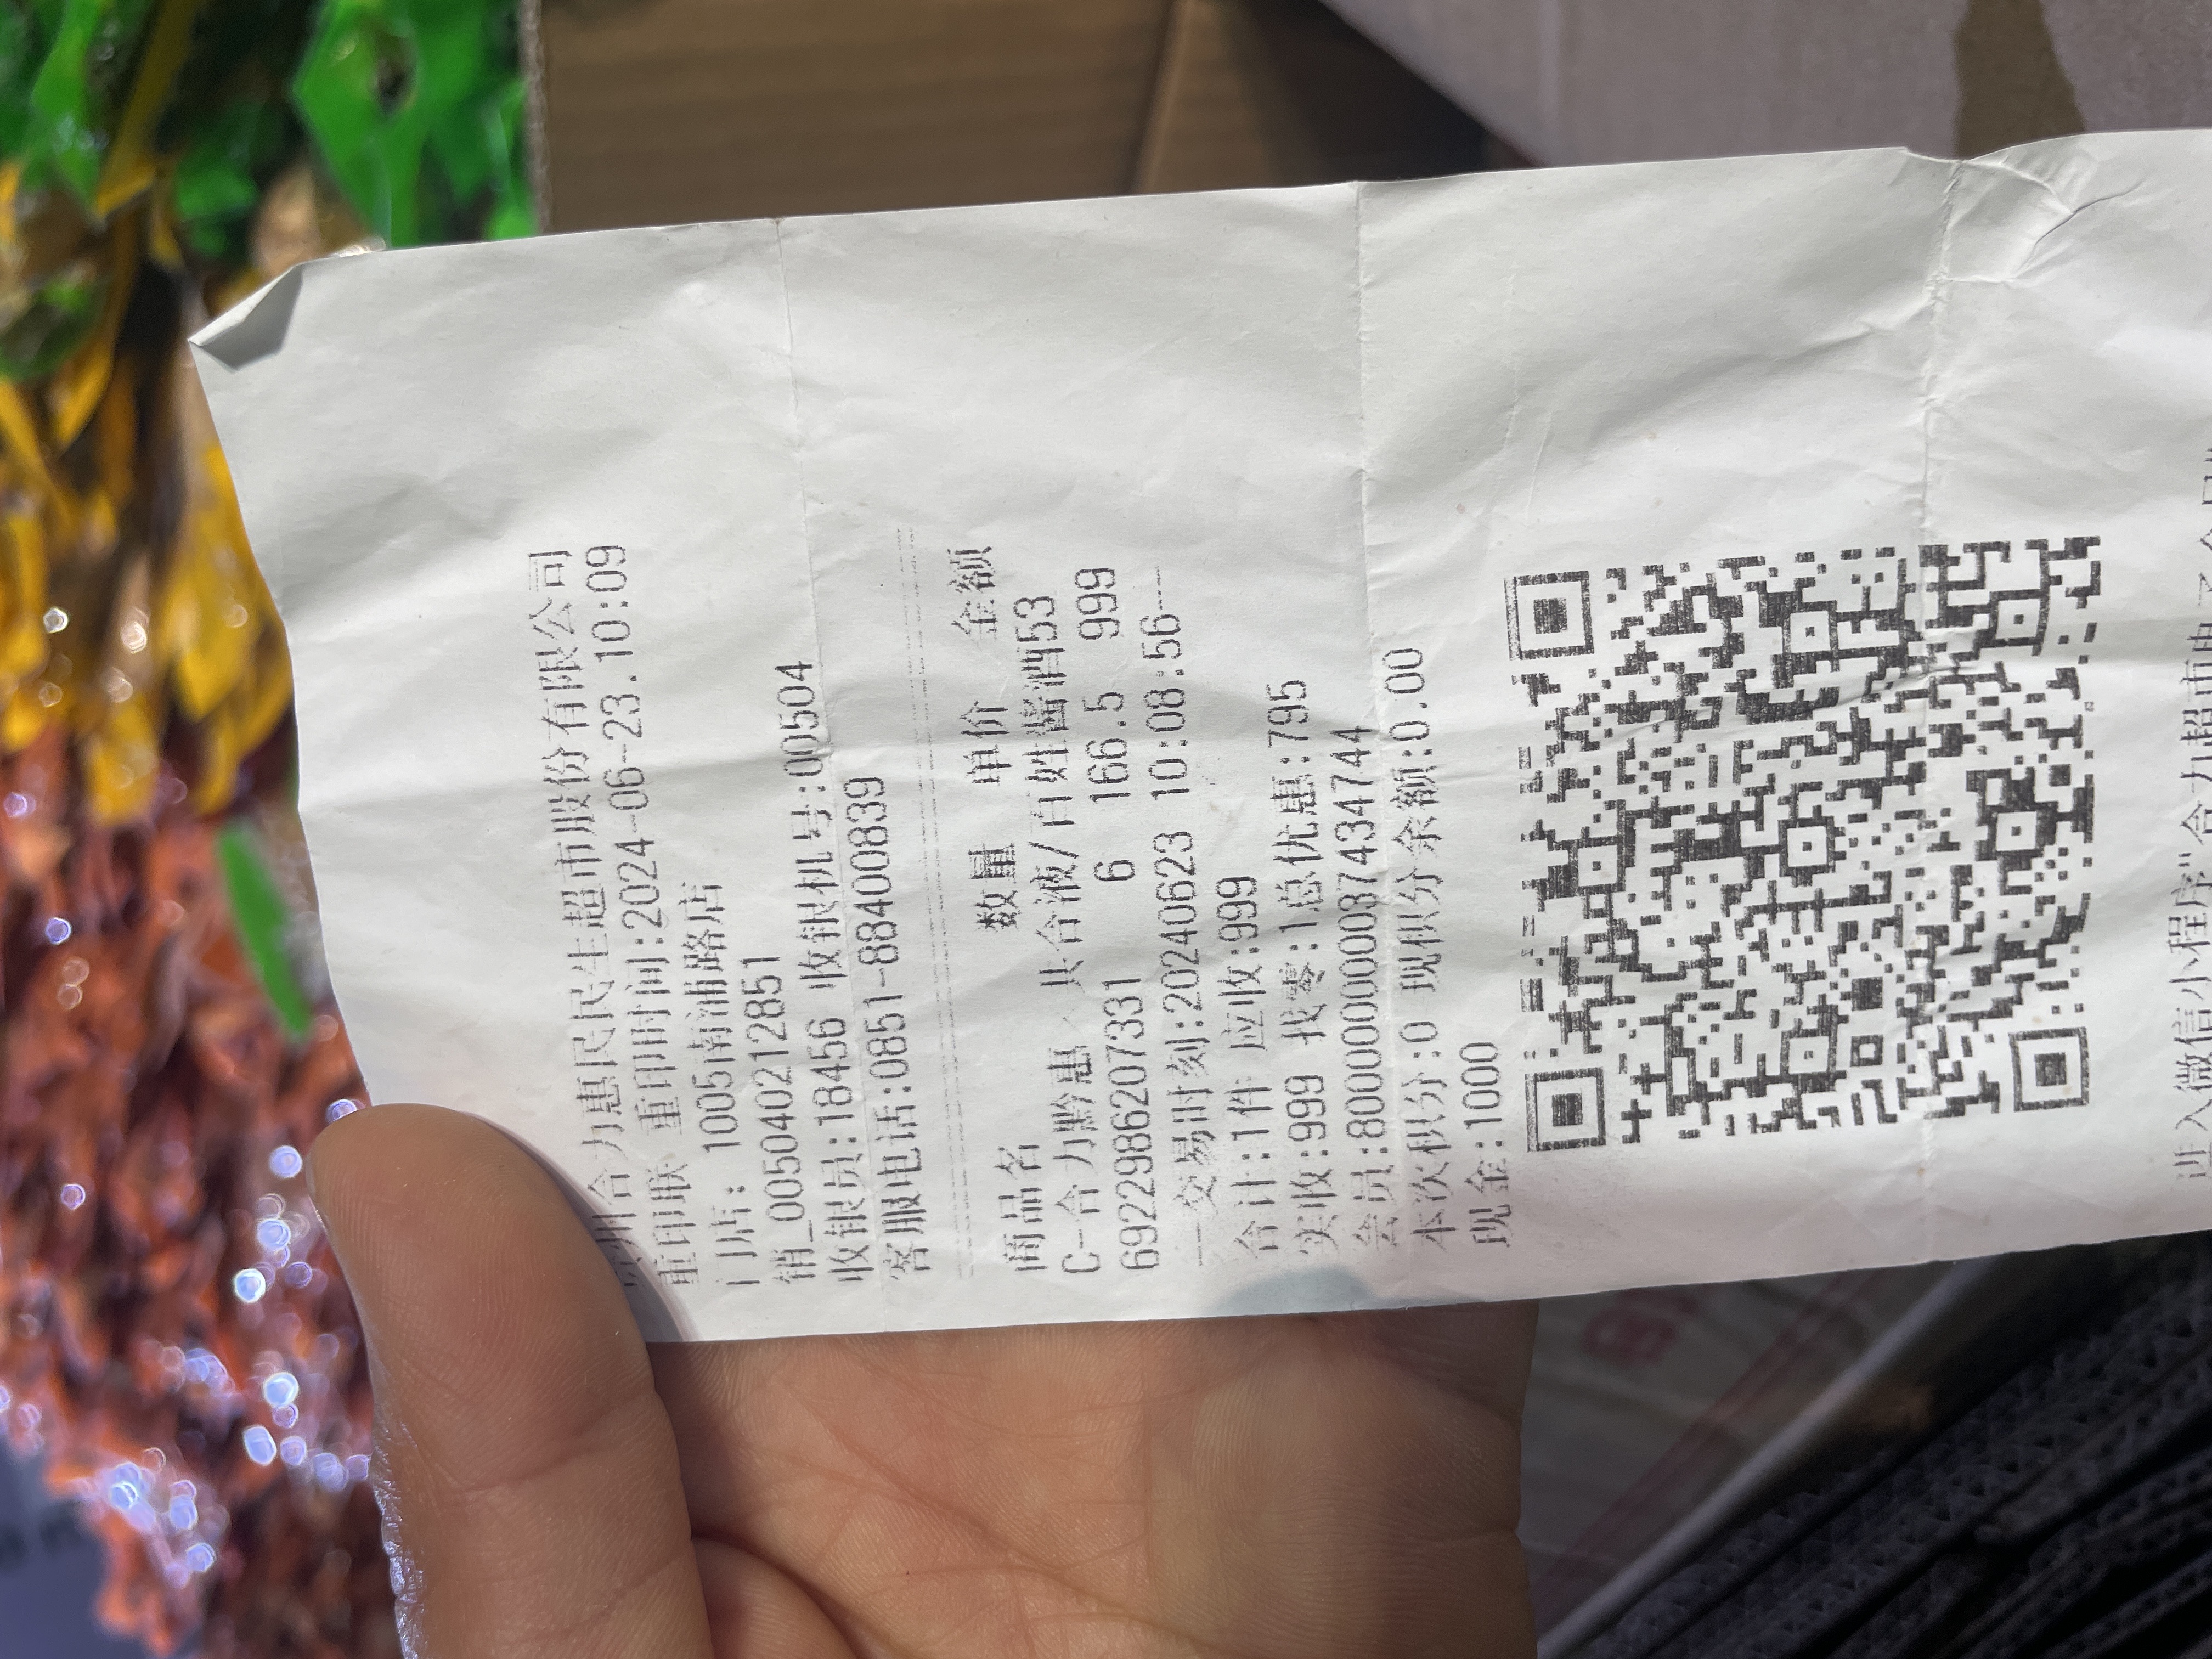 州合力惠民民生超市股份有限公司
重印联 重印时间:2024-06-23.10:09
门店: 1005南浦路店
销_005040212851
收银员:184456 收银机号:00504
客服电话:0851-88400839
商品名 数量 单价 金额
C-合力黔惠 共合液/百姓酱酒53
6922986207331 6 166.5 999
---交易时刻:20240623 10:08:56---
合计:1件 应收:999
实收:999 找零:1总优惠:795
会员:8000000003743 4744
本次积分:0 现积分余额:0.00
现金:1000
进入微信小程序"合力超市电子会员